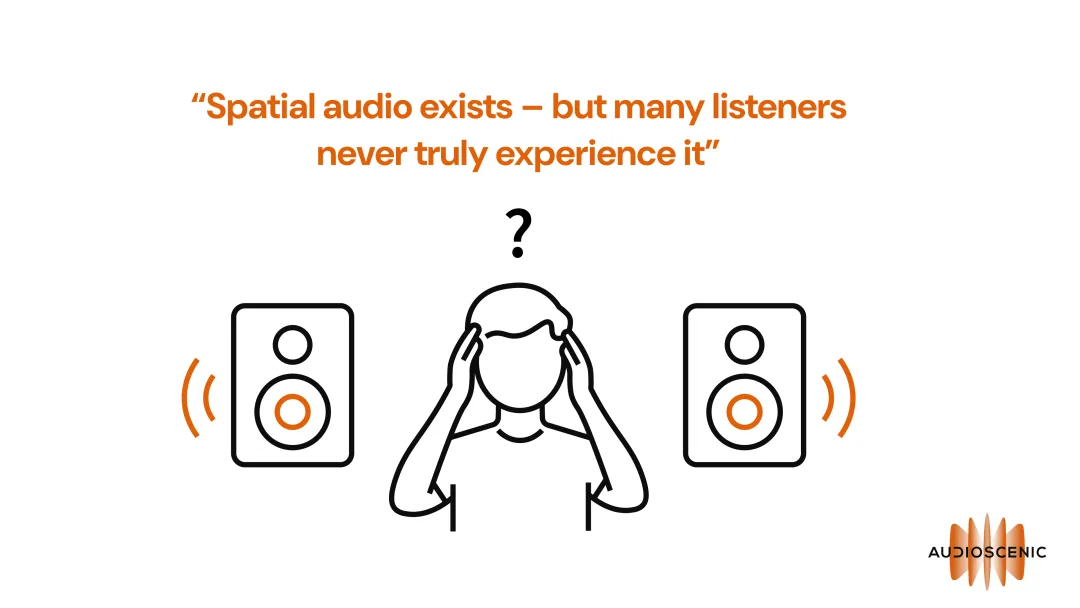 “Spatial audio exists – but many listeners
never truly experience it”
?
AUDIOSCENIC